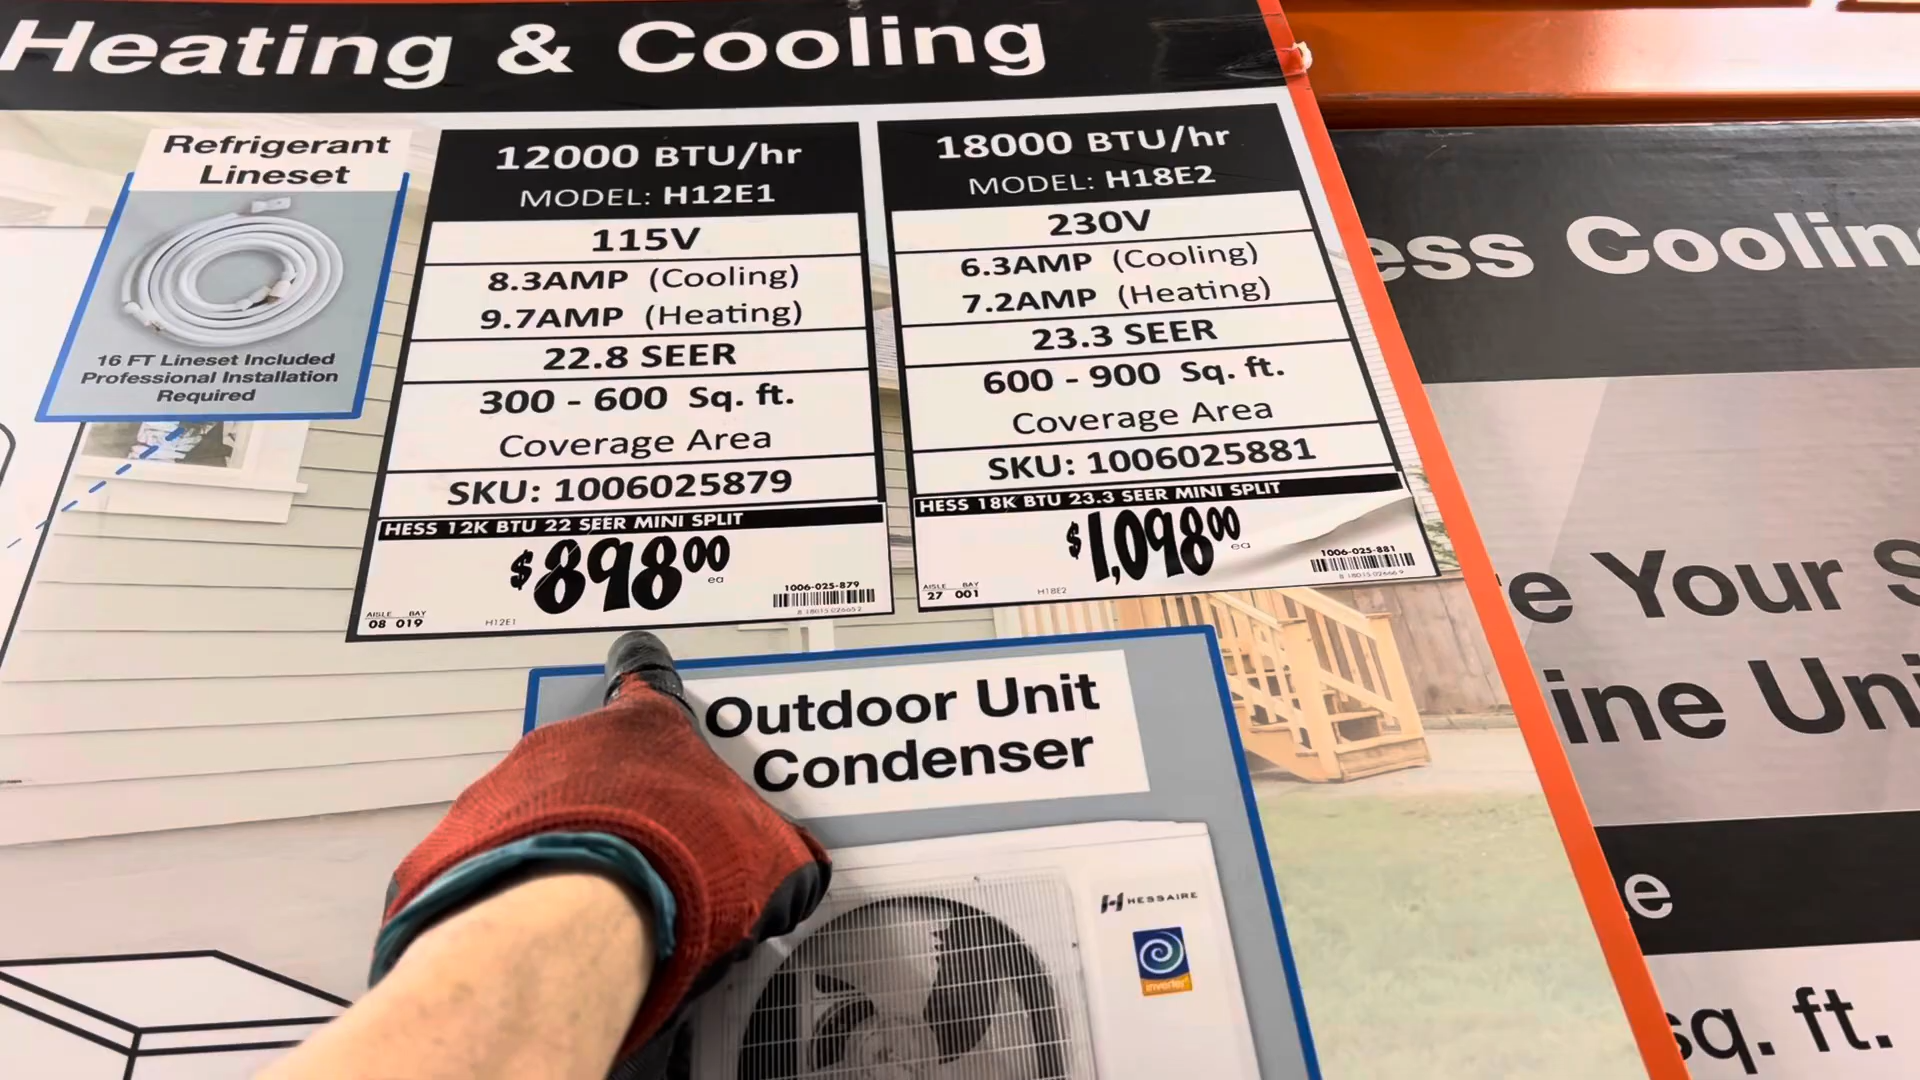 Heating & Cooling
Refrigerant
Lineset
16 FT Lineset Included
Professional Installation
Required
12000 BTU/hr
MODEL: H12E1
115V
8.3AMP (Cooling)
9.7AMP (Heating)
22.8 SEER
300 - 600 Sq. ft.
Coverage Area
SKU: 1006025879
HESS 12K BTU 22 SEER MINI SPLIT
$898.00
ea
1006-025-879
AISLE BAY
08 019
H12E1
18000 BTU/hr
MODEL: H18E2
230V
6.3AMP (Cooling)
7.2AMP (Heating)
23.3 SEER
600 - 900 Sq. ft.
Coverage Area
SKU: 1006025881
HESS 18K BTU 23.3 SEER MINI SPLIT
$1,098.00
ea
1006-025-881
AISLE BAY
27 001
H18E2
Outdoor Unit
Condenser
HESSAIRE
inverter
ess Coolin
e Your S
ine Uni
e
sq. ft.